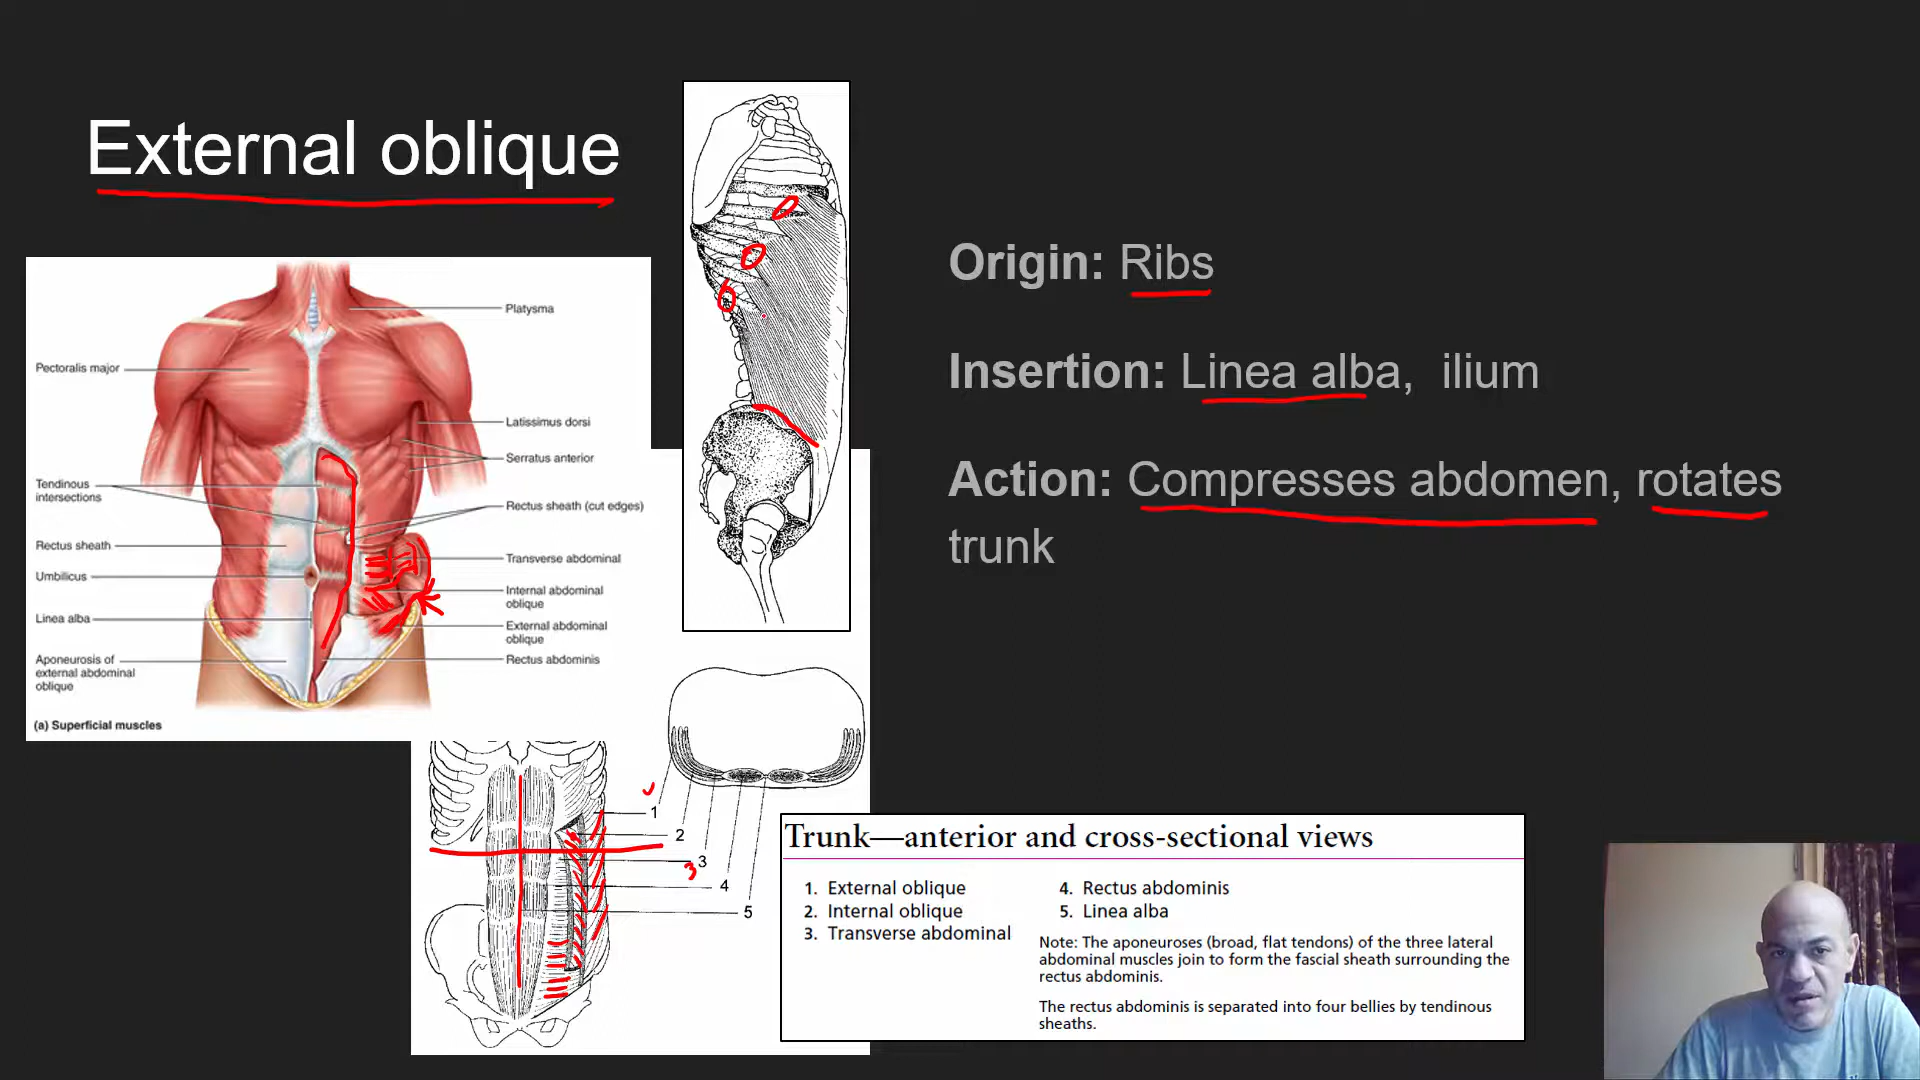 External oblique
Origin: Ribs
Insertion: Linea alba, ilium
Action: Compresses abdomen, rotates
trunk
Platysma
Pectoralis major
Latissimus dorsi
Serratus anterior
Tendinous
intersections
Rectus sheath (cut edges)
Rectus sheath
Transverse abdominal
Umbilicus
Internal abdominal
oblique
Linea alba
External abdominal
oblique
Aponeurosis of
external abdominal
oblique
Rectus abdominis
(a) Superficial muscles
1
2
3
3
4
5
Trunk—anterior and cross-sectional views
1. External oblique
2. Internal oblique
3. Transverse abdominal
4. Rectus abdominis
5. Linea alba
Note: The aponeuroses (broad, flat tendons) of the three lateral
abdominal muscles join to form the fascial sheath surrounding the
rectus abdominis.
The rectus abdominis is separated into four bellies by tendinous
sheaths.